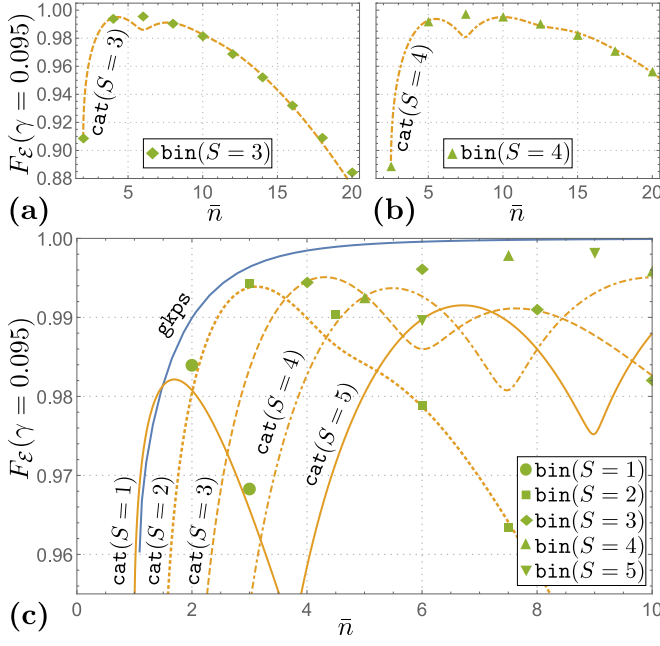 1.00
0.98
0.96
0.94
0.92
0.90
0.88
F_ℰ(γ = 0.095)
cat(S = 3)
bin(S = 3)
0 5 10 15 20
(a)
n̄
cat(S = 4)
bin(S = 4)
0 5 10 15 20
(b)
n̄
1.00
0.99
0.98
0.97
0.96
F_ℰ(γ = 0.095)
gkps
cat(S = 1)
cat(S = 2)
cat(S = 3)
cat(S = 4)
cat(S = 5)
bin(S = 1)
bin(S = 2)
bin(S = 3)
bin(S = 4)
bin(S = 5)
0 2 4 6 8 10
(c)
n̄